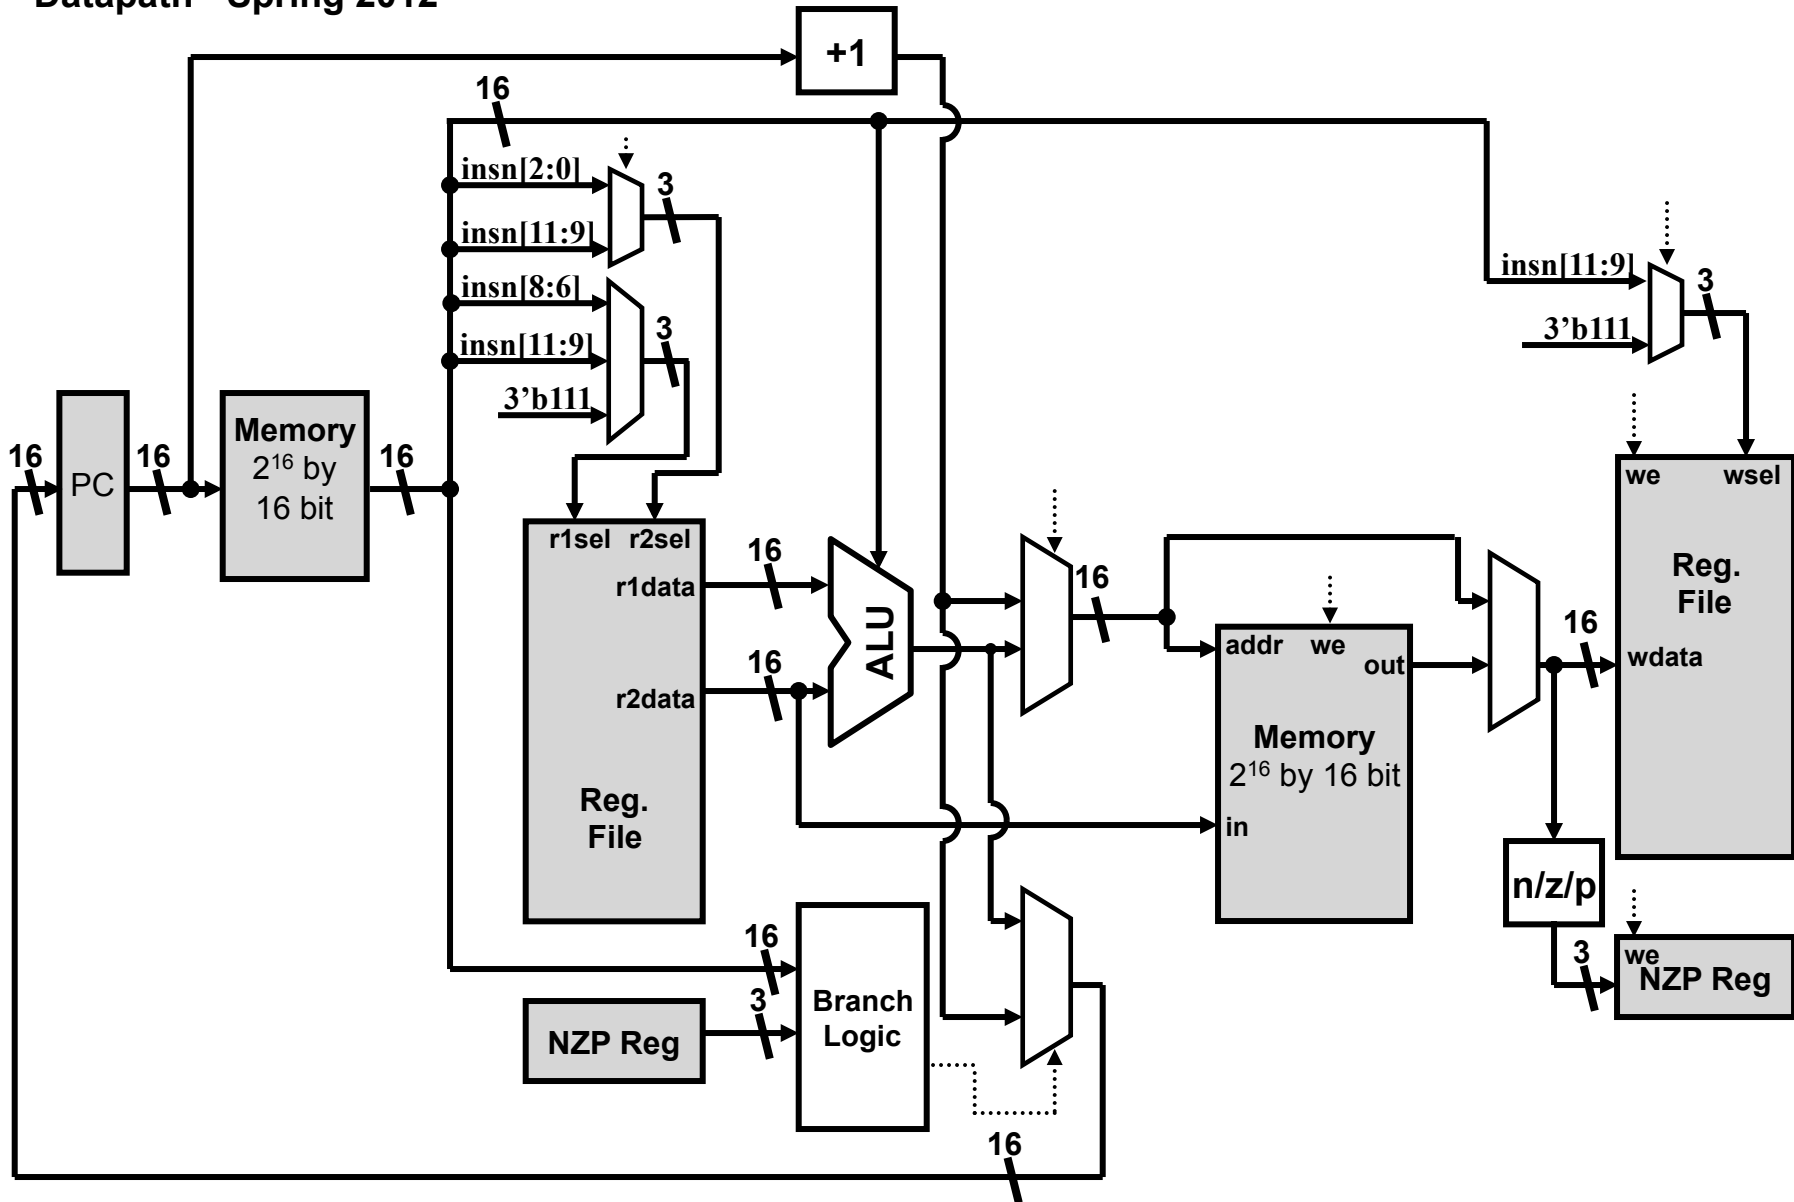 Datapath - Spring 2012
+1
16
insn[2:0]
3
insn[11:9]
insn[8:6]
3
insn[11:9]
3’b111
insn[11:9]
3
3’b111
16
PC
16
Memory
2¹⁶ by
16 bit
16
r1sel r2sel
r1data
r2data
Reg.
File
16
16
ALU
16
addr we
out
Memory
2¹⁶ by 16 bit
in
16
we wsel
Reg.
File
wdata
n/z/p
3
we
NZP Reg
16
3
NZP Reg
Branch
Logic
16